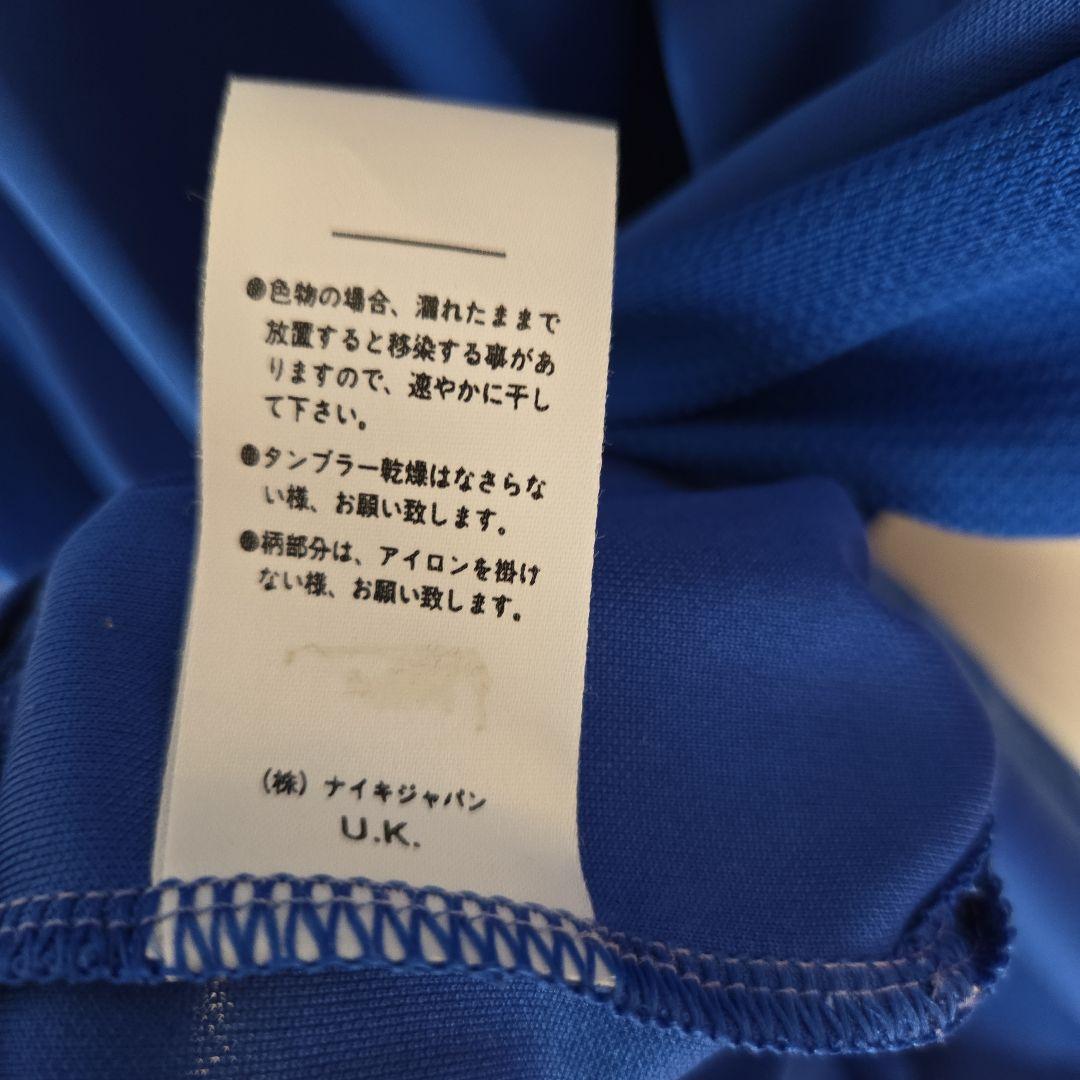 ●色物の場合、濡れたままで
放置すると移染する事があ
りますので、速やかに干し
て下さい。
●タンブラー乾燥はなさらな
い様、お願い致します。
●柄部分は、アイロンを掛け
ない様、お願い致します。
(株) ナイキジャパン
U.K.